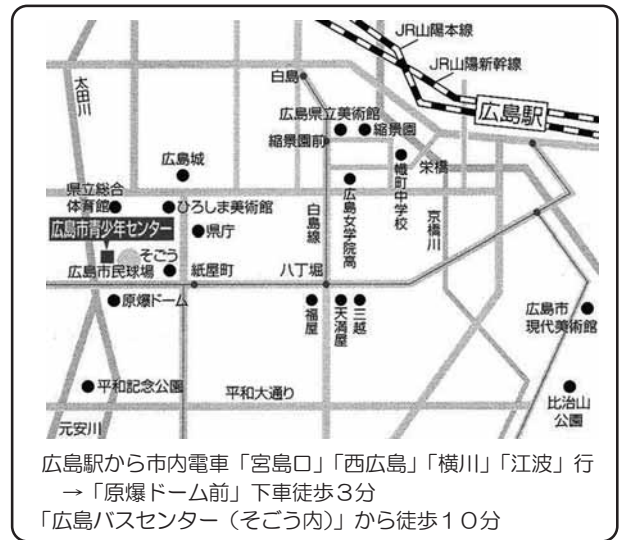 JR山陽本線
JR山陽新幹線
広島駅
白島
太田川
広島県立美術館
縮景園
縮景園前
栄橋
広島城
幟町中学校
県立総合
体育館
ひろしま美術館
広島女学院高
白島線
京橋川
広島市青少年センター
県庁
そごう
広島市民球場
紙屋町
八丁堀
原爆ドーム
福屋
天満屋
三越
広島市
現代美術館
平和記念公園
平和大通り
比治山
公園
元安川
広島駅から市内電車「宮島口」「西広島」「横川」「江波」行
→「原爆ドーム前」下車徒歩3分
「広島バスセンター(そごう内)」から徒歩10分